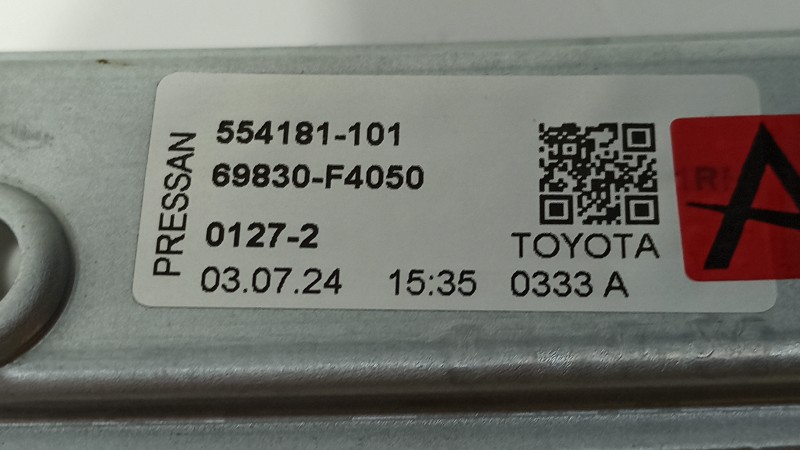 PRESSAN
554181-101
69830-F4050
0127-2
TOYOTA
03.07.24 15:35 0333 A
A